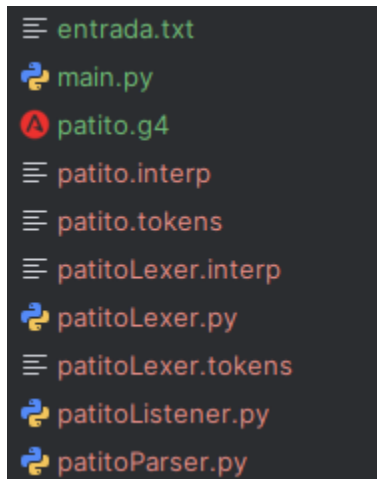 entrada.txt
main.py
patito.g4
patito.interp
patito.tokens
patitoLexer.interp
patitoLexer.py
patitoLexer.tokens
patitoListener.py
patitoParser.py